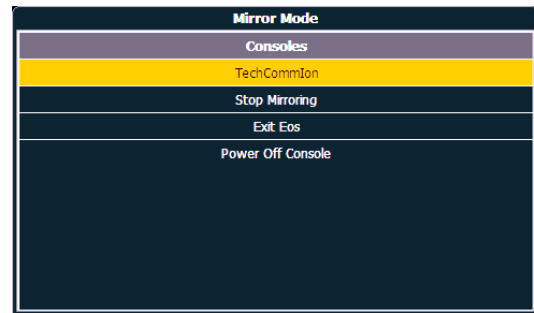 Mirror Mode
Consoles
TechCommIon
Stop Mirroring
Exit Eos
Power Off Console